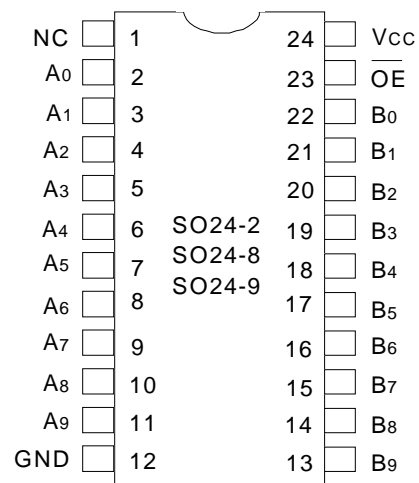 NC 1 24 Vcc
A0 2 23 OE
A1 3 22 B0
A2 4 21 B1
A3 5 20 B2
A4 6 SO24-2 19 B3
A5 7 SO24-8 18 B4
A6 8 SO24-9 17 B5
A7 9 16 B6
A8 10 15 B7
A9 11 14 B8
GND 12 13 B9